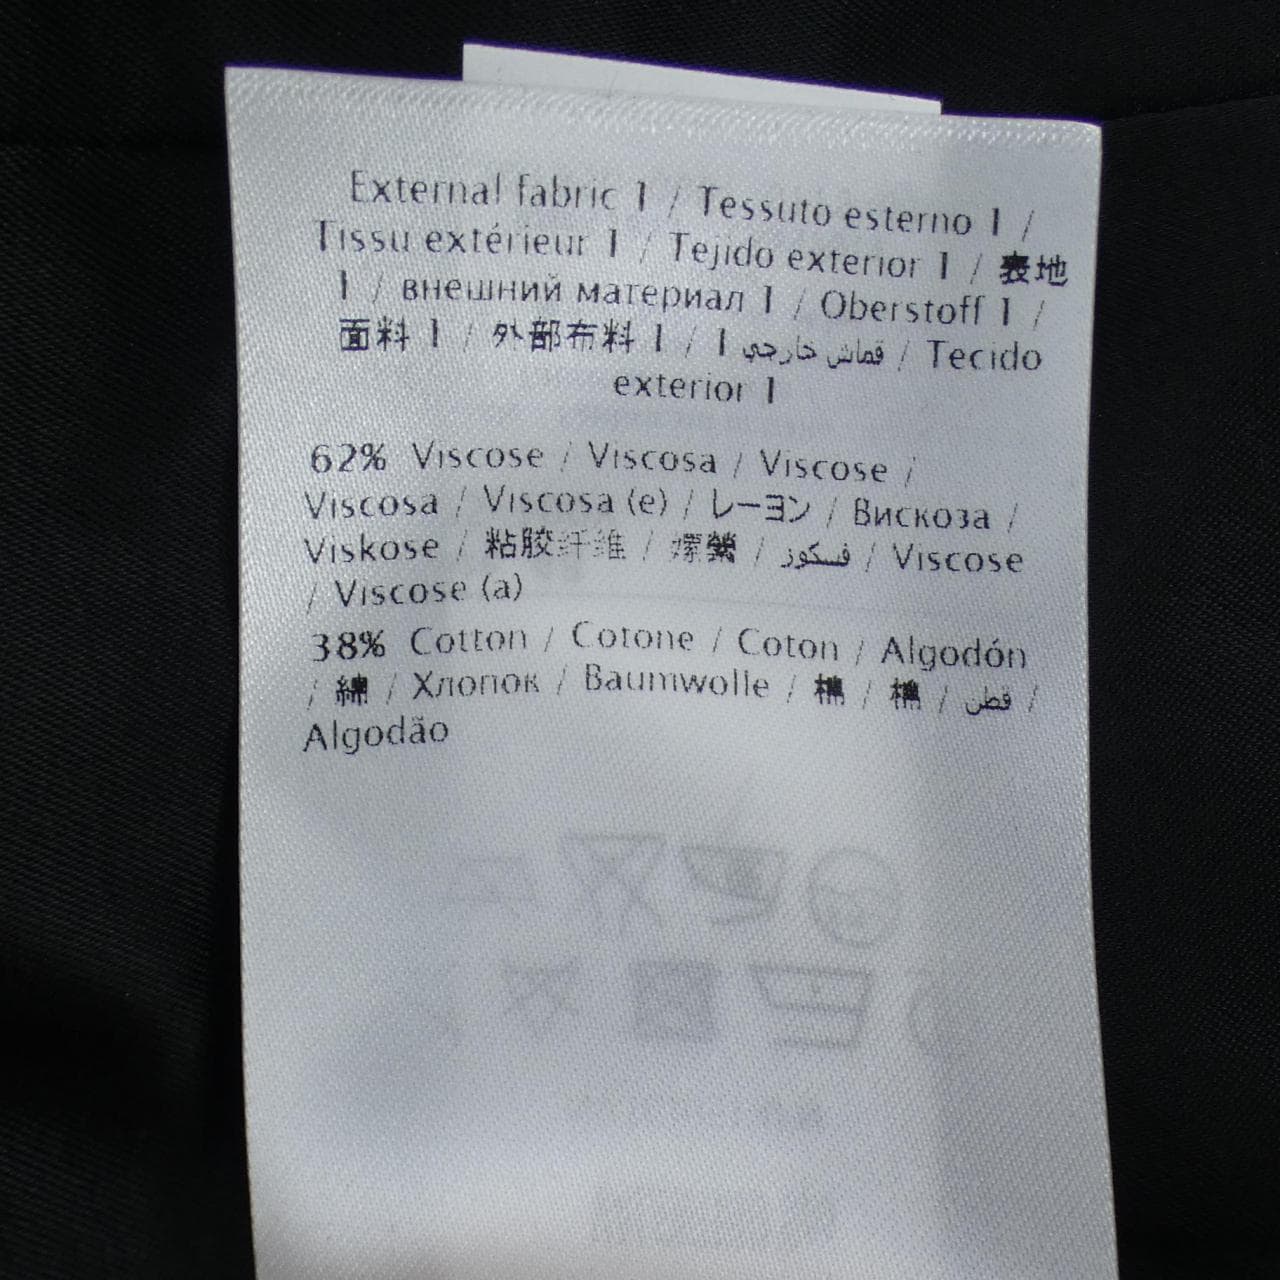 External fabric 1 / Tessuto esterno 1 /
Tissu extérieur 1 / Tejido exterior 1 / 表地
1 / внешний материал 1 / Oberstoff 1 /
面料 1 / 外部布料 1 / 1 قماش خارجي / Tecido
exterior 1
62% Viscose / Viscosa / Viscose /
Viscosa / Viscosa (e) / レーヨン / Вискоза /
Viskose / 粘胶纤维 / 嫘縈 / فسكوز / Viscose
/ Viscose (a)
38% Cotton / Cotone / Coton / Algodón
/ 綿 / Хлопок / Baumwolle / 棉 / 棉 / قطن /
Algodão